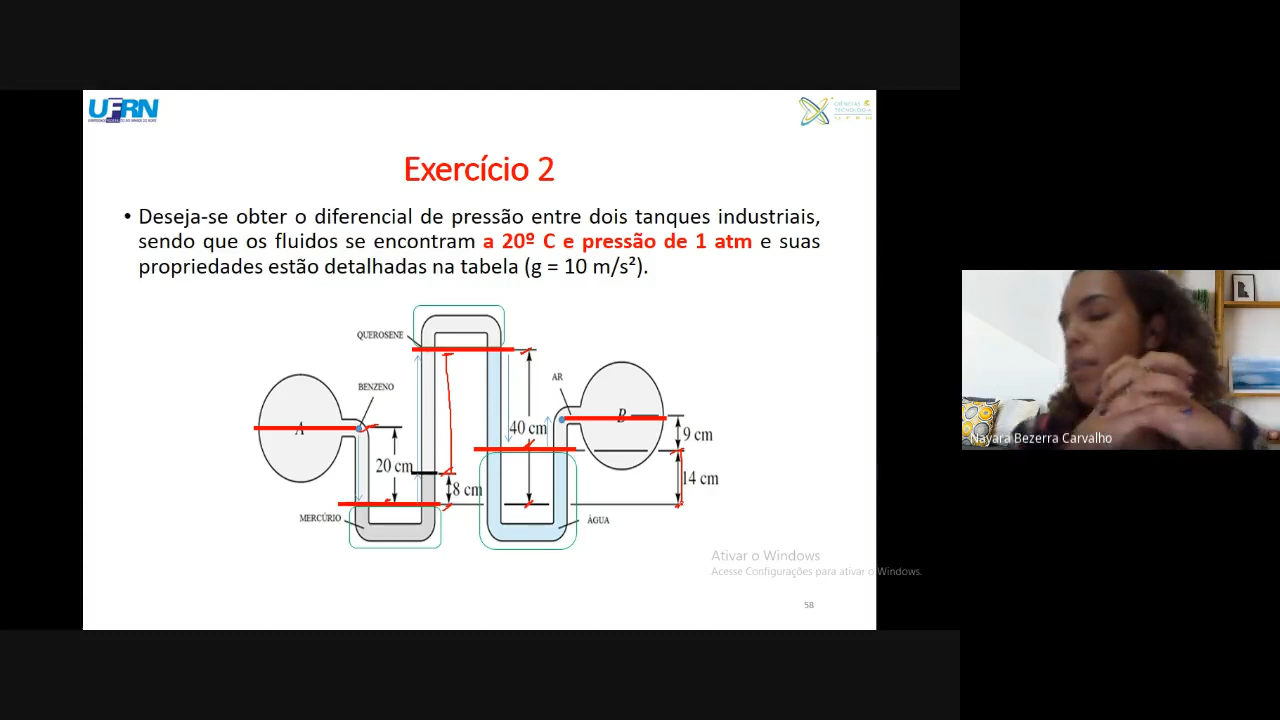 UFRN
CIÊNCIAS E
TECNOLOGIA
UFRN
Exercício 2
• Deseja-se obter o diferencial de pressão entre dois tanques industriais,
sendo que os fluidos se encontram a 20º C e pressão de 1 atm e suas
propriedades estão detalhadas na tabela (g = 10 m/s²).
QUEROSENE
BENZENO
AR
A
B
40 cm
9 cm
20 cm
8 cm
14 cm
MERCÚRIO
ÁGUA
Nayara Bezerra Carvalho
Ativar o Windows
Acesse Configurações para ativar o Windows.
58